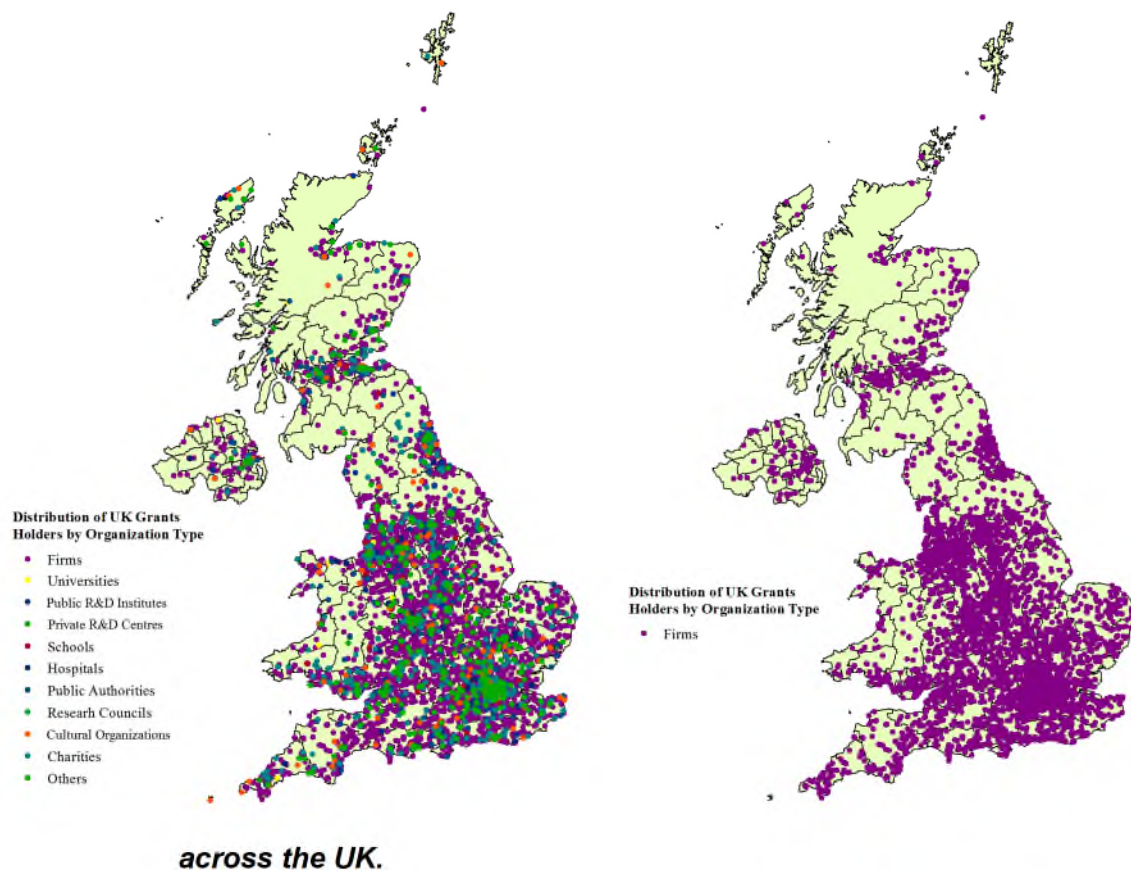 Distribution of UK Grants
Holders by Organization Type
Firms
Universities
Public R&D Institutes
Private R&D Centres
Schools
Hospitals
Public Authorities
Researh Councils
Cultural Organizations
Charities
Others
Distribution of UK Grants
Holders by Organization Type
Firms
across the UK.